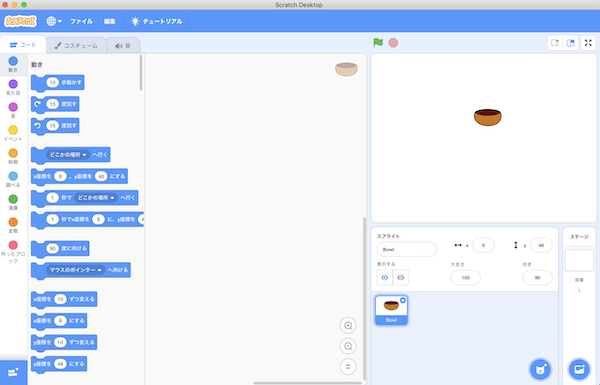 Scratch Desktop
SCRATCH
ファイル
編集
チュートリアル
コード
コスチューム
音
動き
見た目
音
イベント
制御
調べる
演算
変数
作ったブロック
動き
10 歩動かす
15 度回す
15 度回す
どこかの場所 へ行く
x座標を 8 、y座標を 48 にする
1 秒で どこかの場所 へ行く
1 秒でx座標を 8 に、y座標を 4
90 度に向ける
マウスのポインター へ向ける
x座標を 10 ずつ変える
x座標を 8 にする
y座標を 10 ずつ変える
y座標を 48 にする
スプライト
Bowl
x 8
y 48
表示する
大きさ
100
向き
90
Bowl
ステージ
背景
1